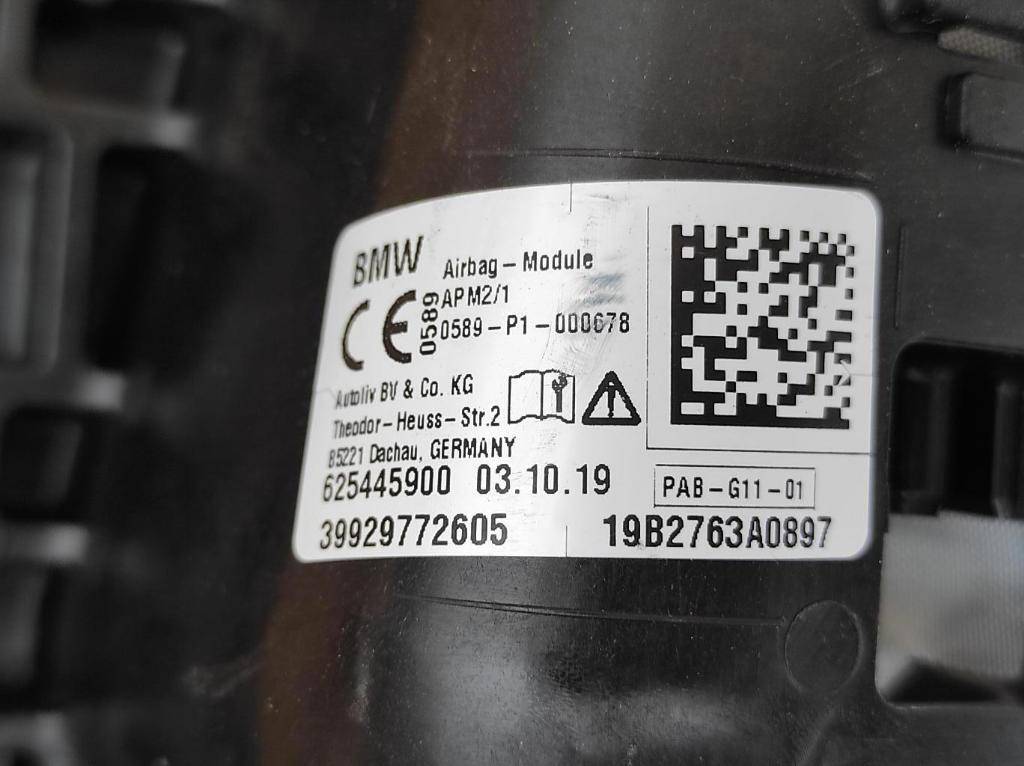 BMW Airbag - Module
APM2/1
CE 0589 0589-P1-000678
Autoliv BV & Co. KG
Theodor-Heuss-Str.2
85221 Dachau, GERMANY
625445900 03.10.19 PAB-G11-01
39929772605 19B2763A0897